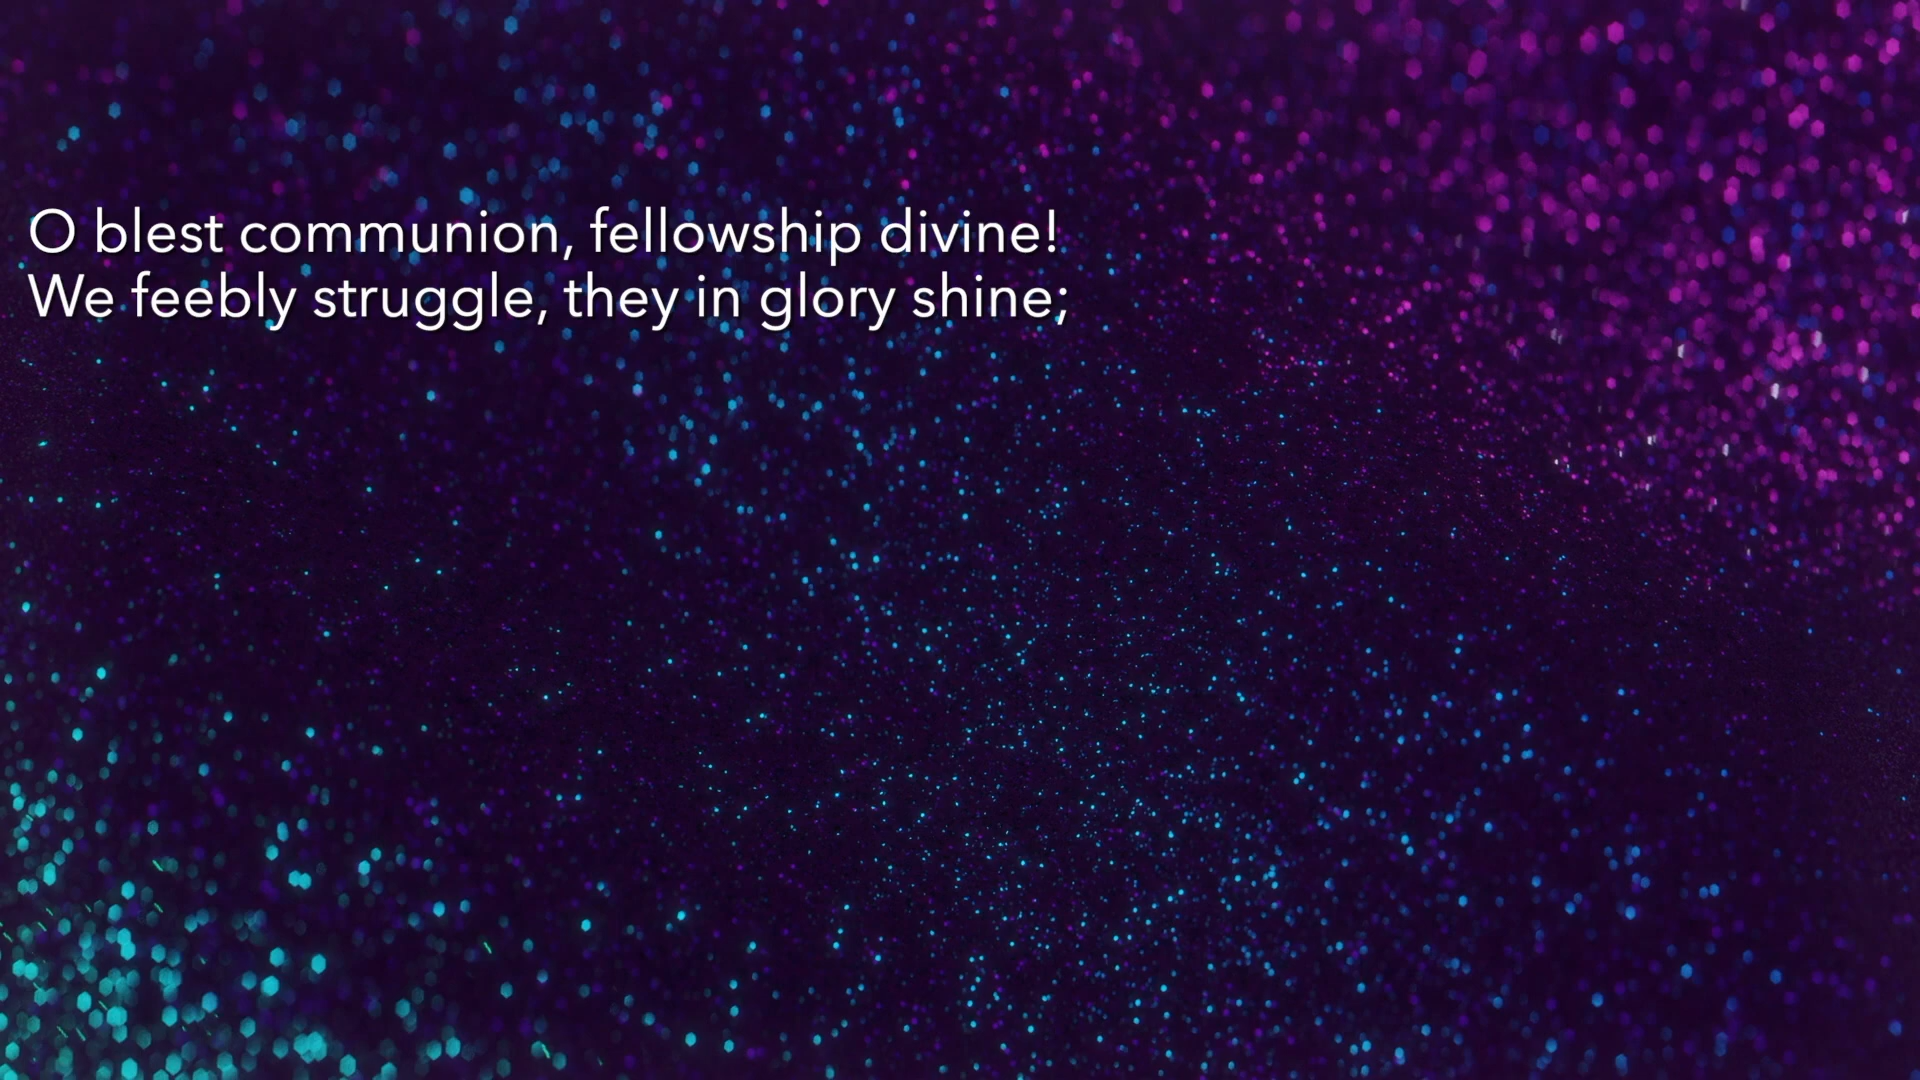 O blest communion, fellowship divine!
We feebly struggle, they in glory shine;